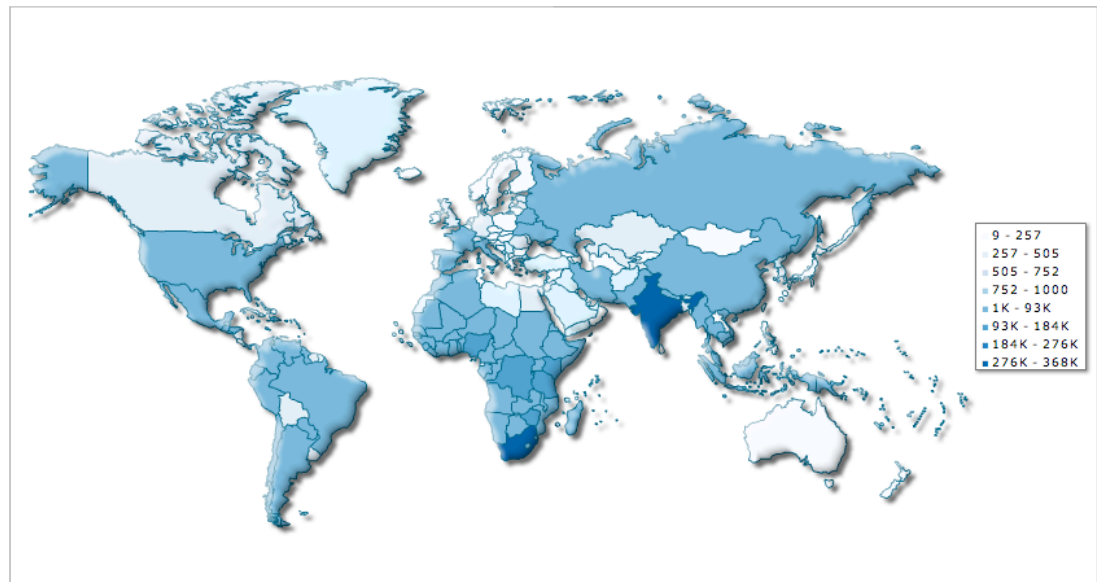 9 - 257
257 - 505
505 - 752
752 - 1000
1K - 93K
93K - 184K
184K - 276K
276K - 368K